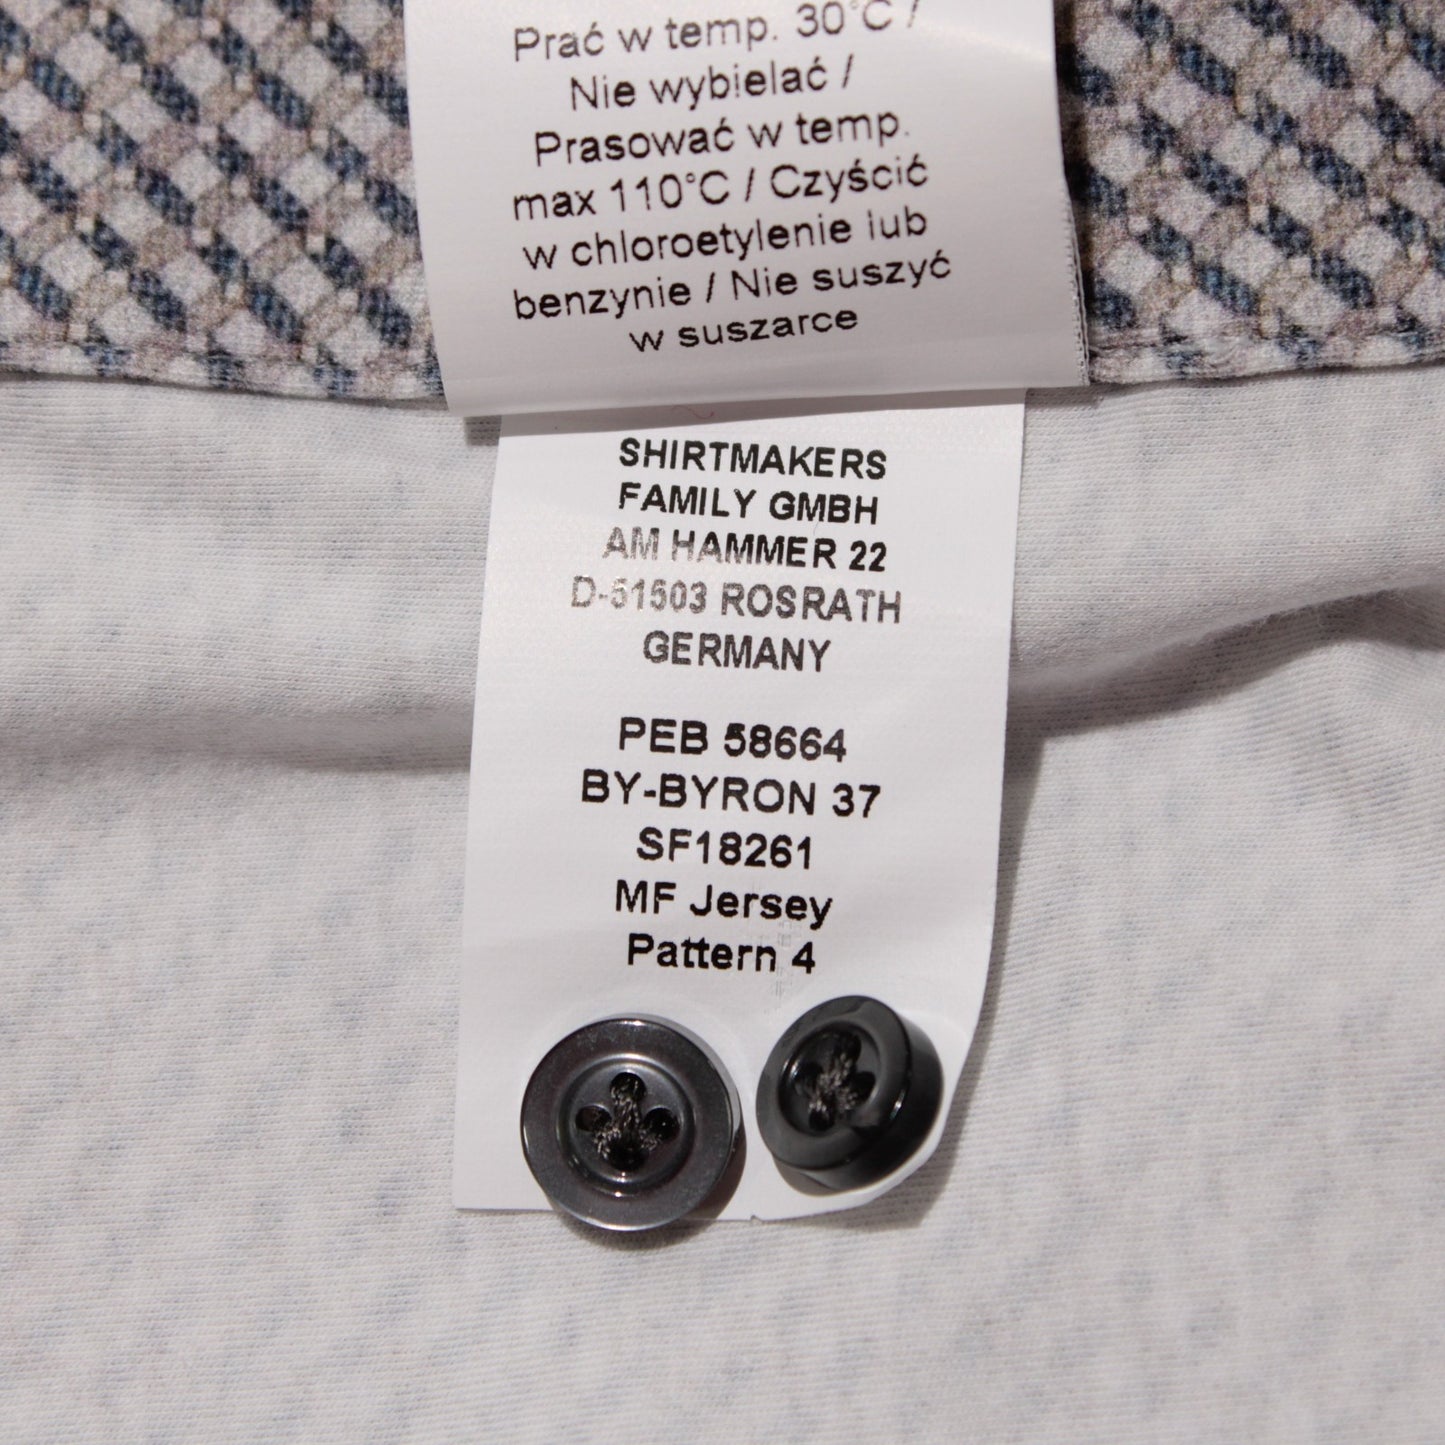 Prać w temp. 30°C /
Nie wybielać /
Prasować w temp.
max 110°C / Czyścić
w chloroetylenie lub
benzynie / Nie suszyć
w suszarce
SHIRTMAKERS
FAMILY GMBH
AM HAMMER 22
D-51503 ROSRATH
GERMANY
PEB 58664
BY-BYRON 37
SF18261
MF Jersey
Pattern 4